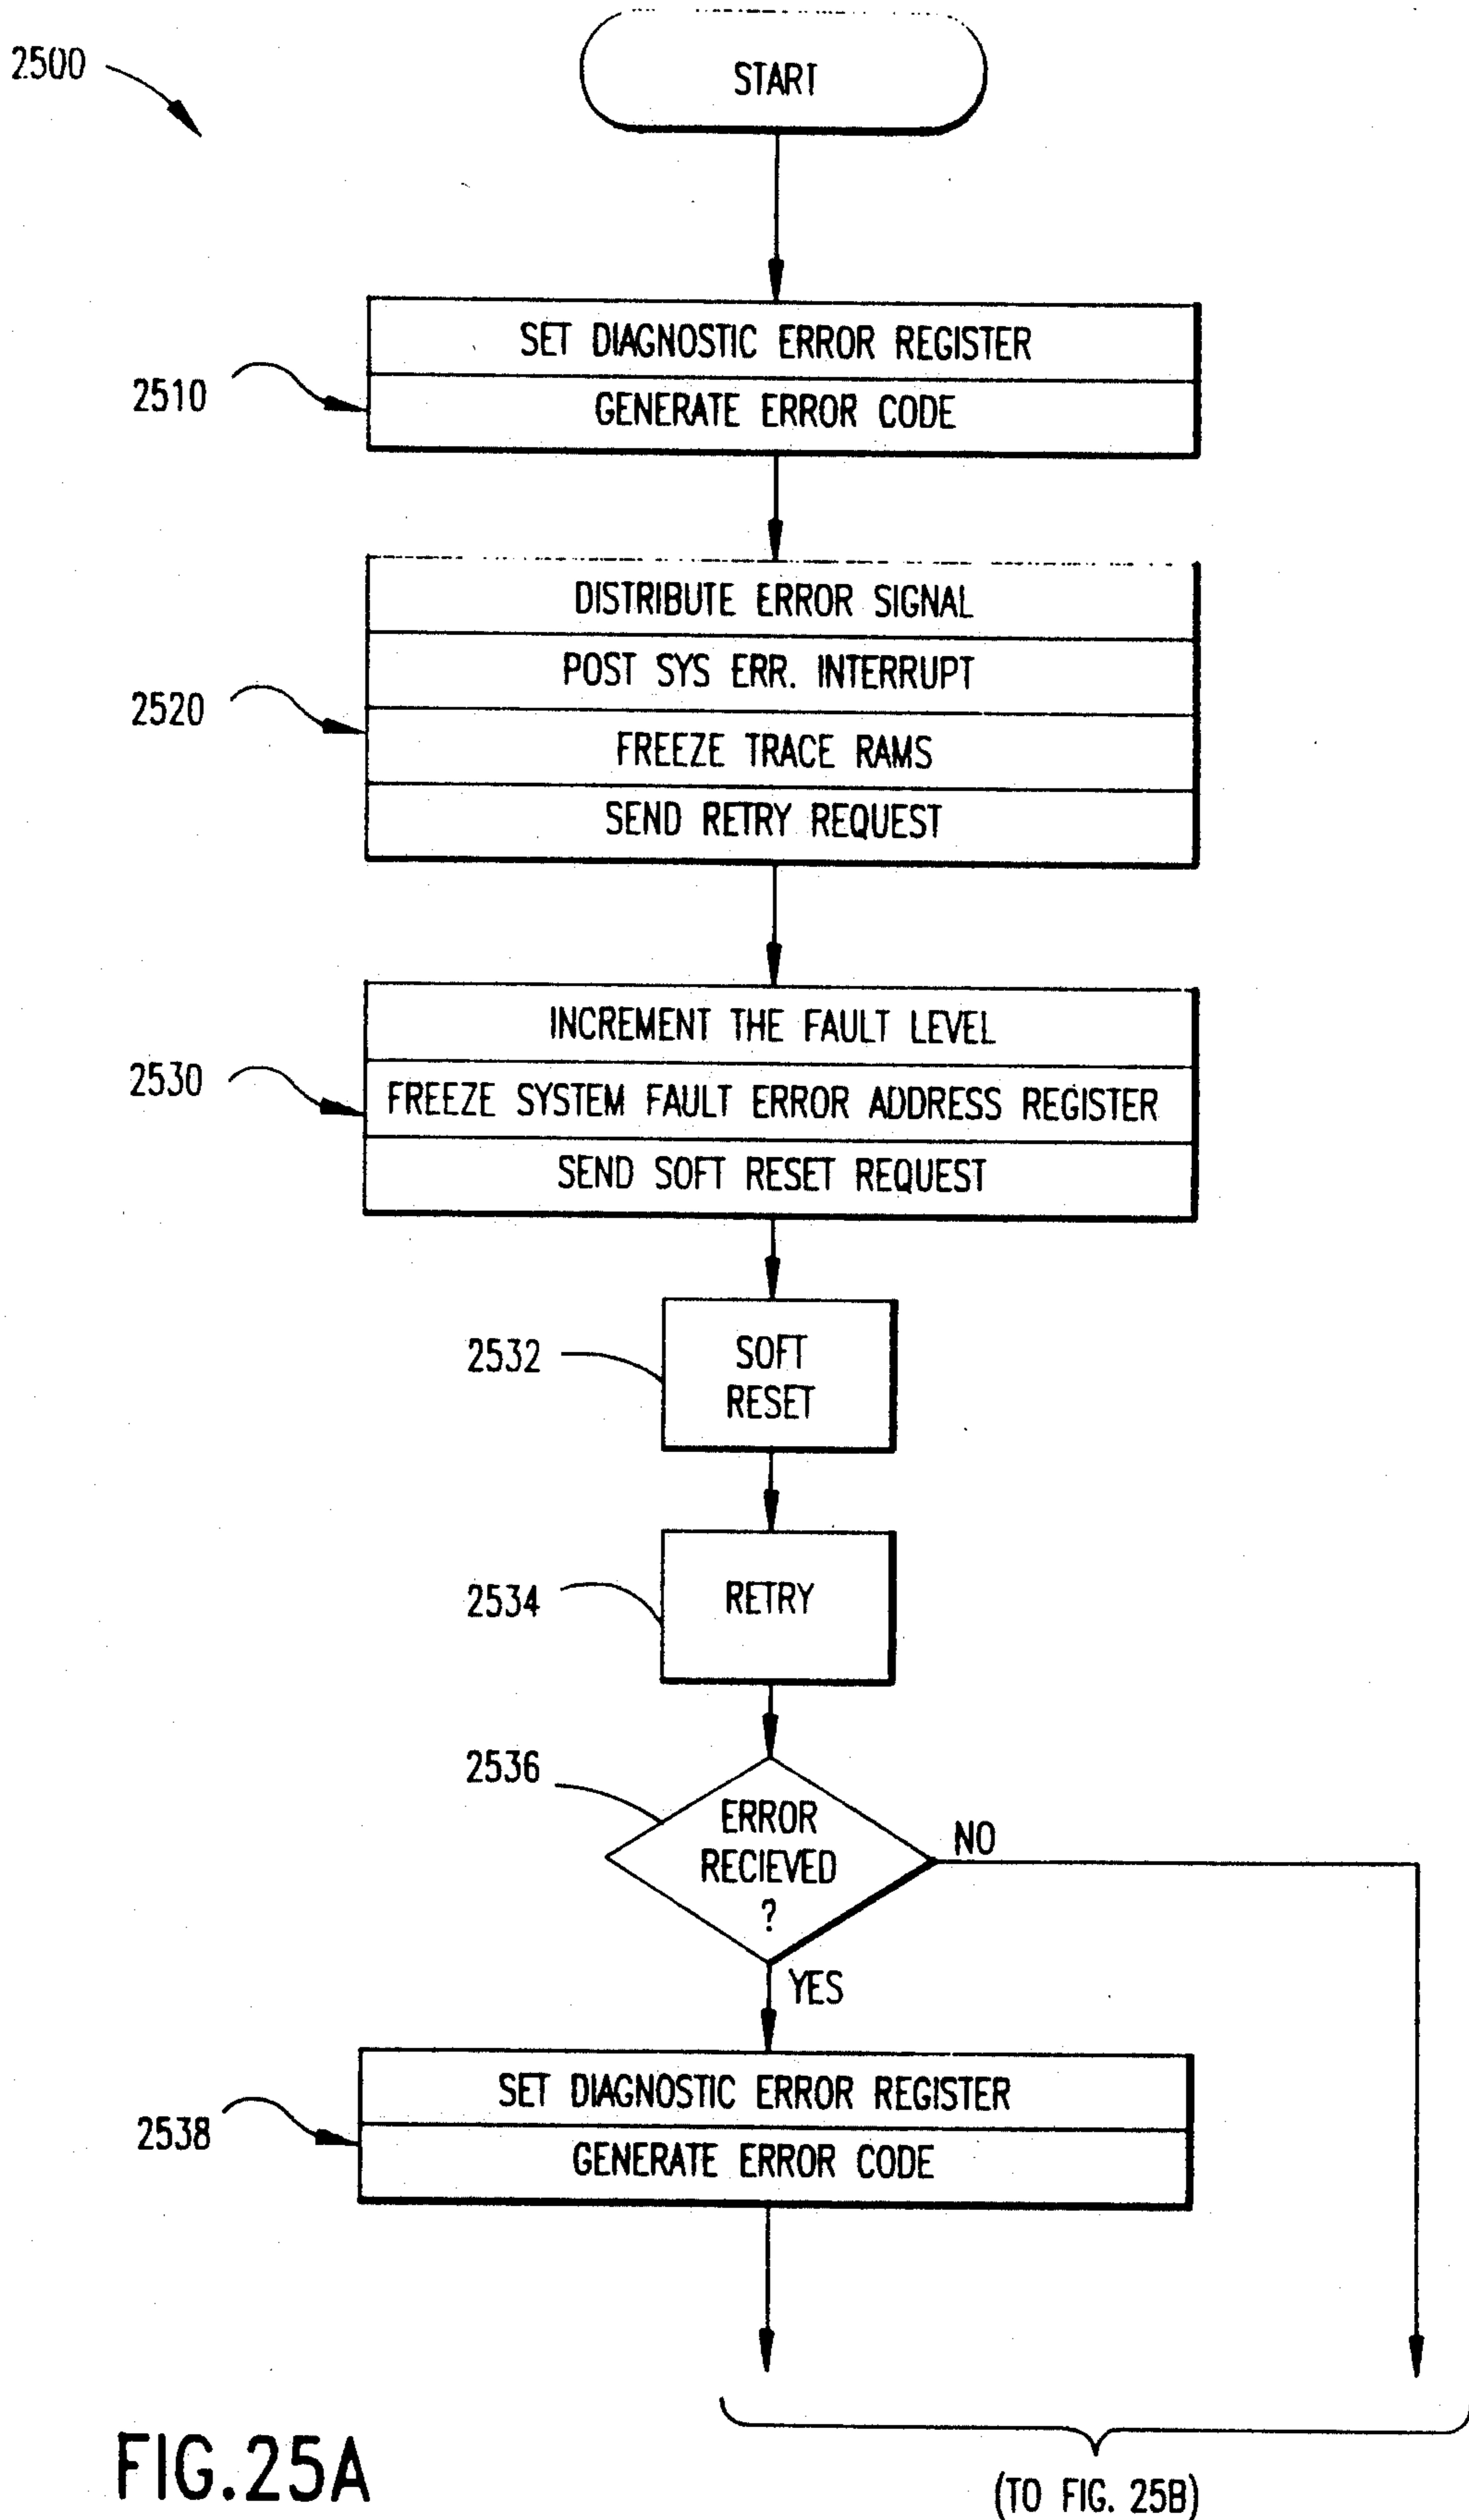 2500
START
SET DIAGNOSTIC ERROR REGISTER
2510
GENERATE ERROR CODE
DISTRIBUTE ERROR SIGNAL
POST SYS ERR. INTERRUPT
2520
FREEZE TRACE RAMS
SEND RETRY REQUEST
INCREMENT THE FAULT LEVEL
2530
FREEZE SYSTEM FAULT ERROR ADDRESS REGISTER
SEND SOFT RESET REQUEST
2532
SOFT
RESET
2534
RETRY
2536
ERROR
RECIEVED
?
NO
YES
SET DIAGNOSTIC ERROR REGISTER
2538
GENERATE ERROR CODE
FIG.25A
(TO FIG. 25B)